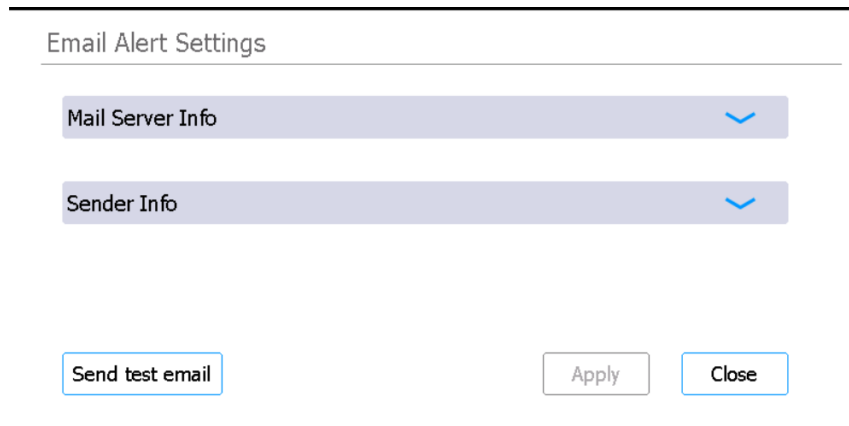 Email Alert Settings
Mail Server Info
Sender Info
Send test email Apply Close